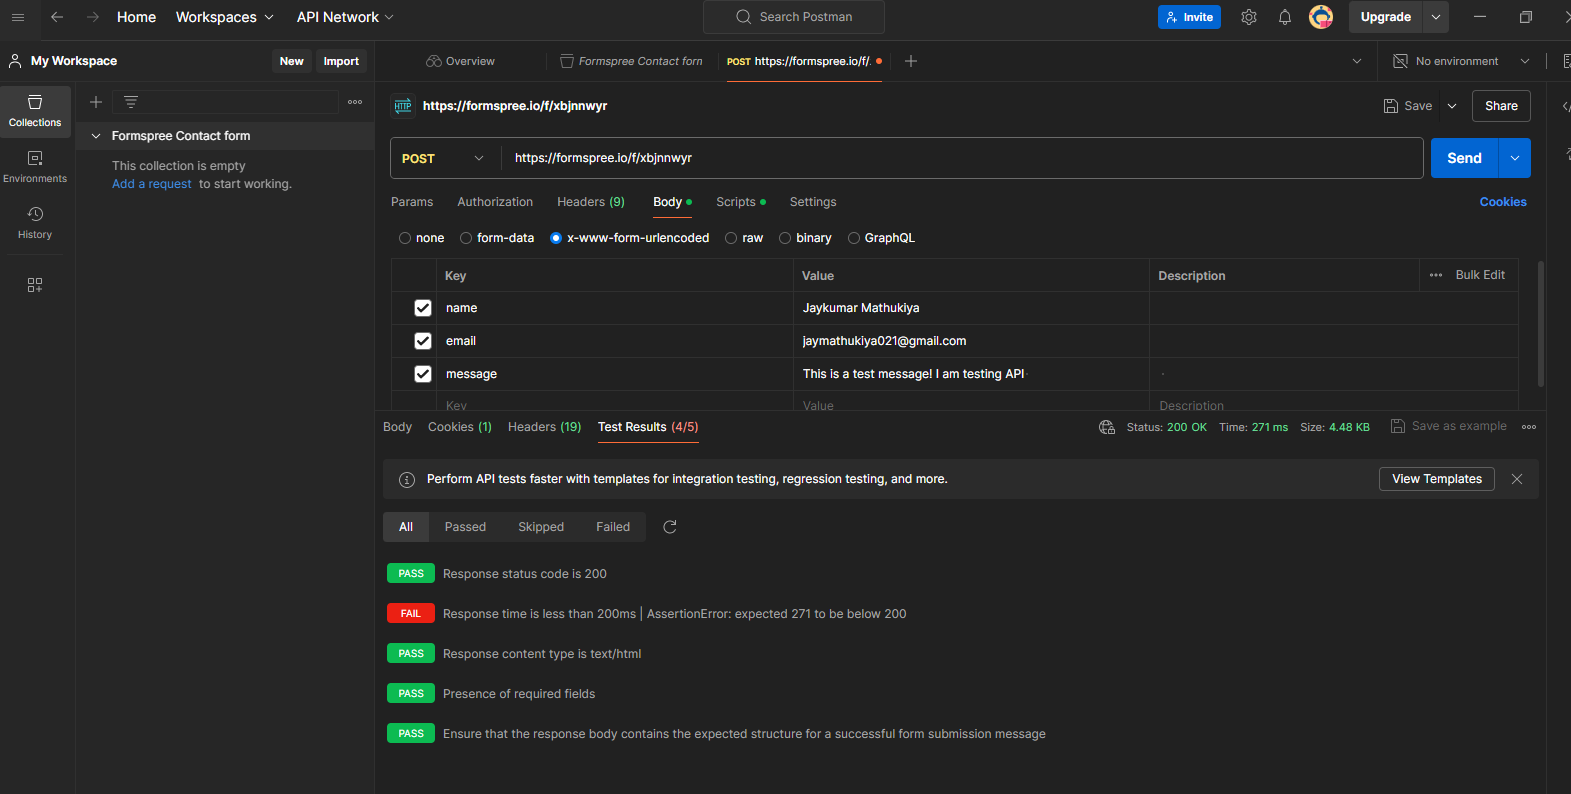 Home Workspaces API Network Search Postman Invite Upgrade
My Workspace New Import Overview Formspree Contact form POST https://formspree.io/f/. No environment
Collections
Environments
History
Formspree Contact form
This collection is empty
Add a request to start working.
HTTP https://formspree.io/f/xbjnnwyr Save Share
POST https://formspree.io/f/xbjnnwyr Send
Params Authorization Headers (9) Body Scripts Settings Cookies
none form-data x-www-form-urlencoded raw binary GraphQL
Key Value Description Bulk Edit
name Jaykumar Mathukiya
email jaymathukiya021@gmail.com
message This is a test message! I am testing API
Key Value Description
Body Cookies (1) Headers (19) Test Results (4/5) Status: 200 OK Time: 271 ms Size: 4.48 KB Save as example
Perform API tests faster with templates for integration testing, regression testing, and more. View Templates
All Passed Skipped Failed
PASS Response status code is 200
FAIL Response time is less than 200ms | AssertionError: expected 271 to be below 200
PASS Response content type is text/html
PASS Presence of required fields
PASS Ensure that the response body contains the expected structure for a successful form submission message